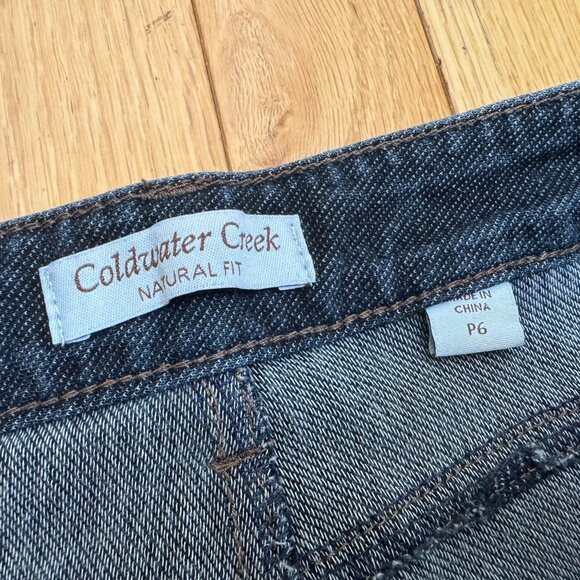 Coldwater Creek
NATURAL FIT
MADE IN
CHINA
P6